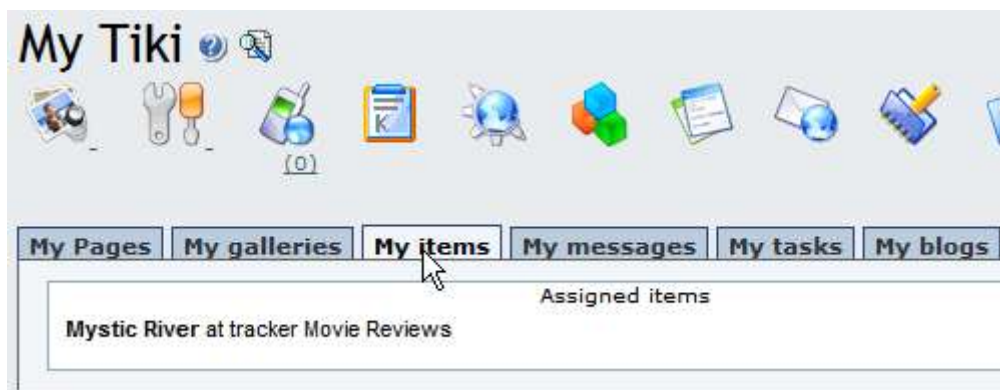 My Tiki
(0)
My Pages My galleries My items My messages My tasks My blogs
Assigned items
Mystic River at tracker Movie Reviews